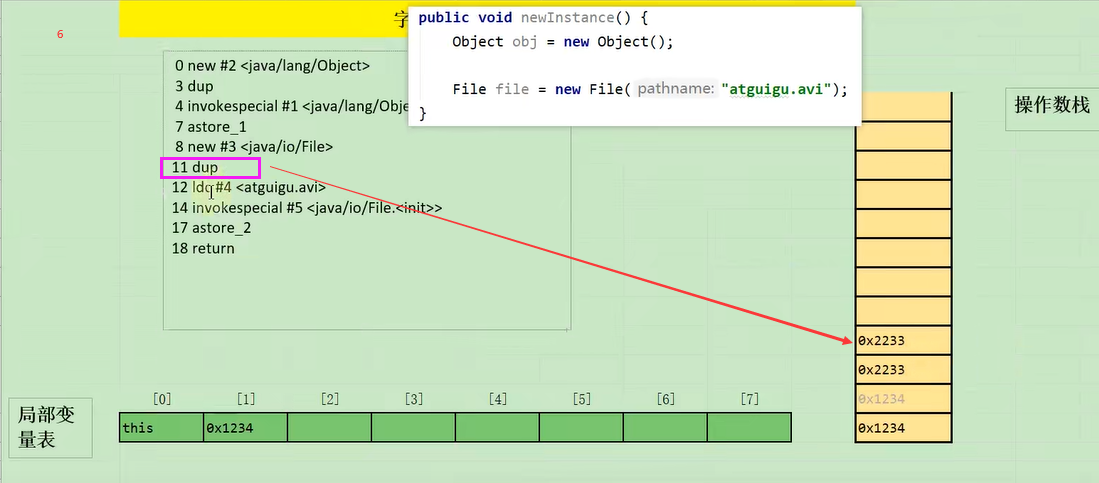 6
字
public void newInstance() {
Object obj = new Object();
File file = new File( pathname: "atguigu.avi");
}
0 new #2 <java/lang/Object>
3 dup
4 invokespecial #1 <java/lang/Obje
7 astore_1
8 new #3 <java/io/File>
11 dup
12 ldc #4 <atguigu.avi>
14 invokespecial #5 <java/io/File.<init>>
17 astore_2
18 return
操作数栈
0x2233
0x2233
0x1234
0x1234
局部变
量表
[0] [1] [2] [3] [4] [5] [6] [7]
this 0x1234